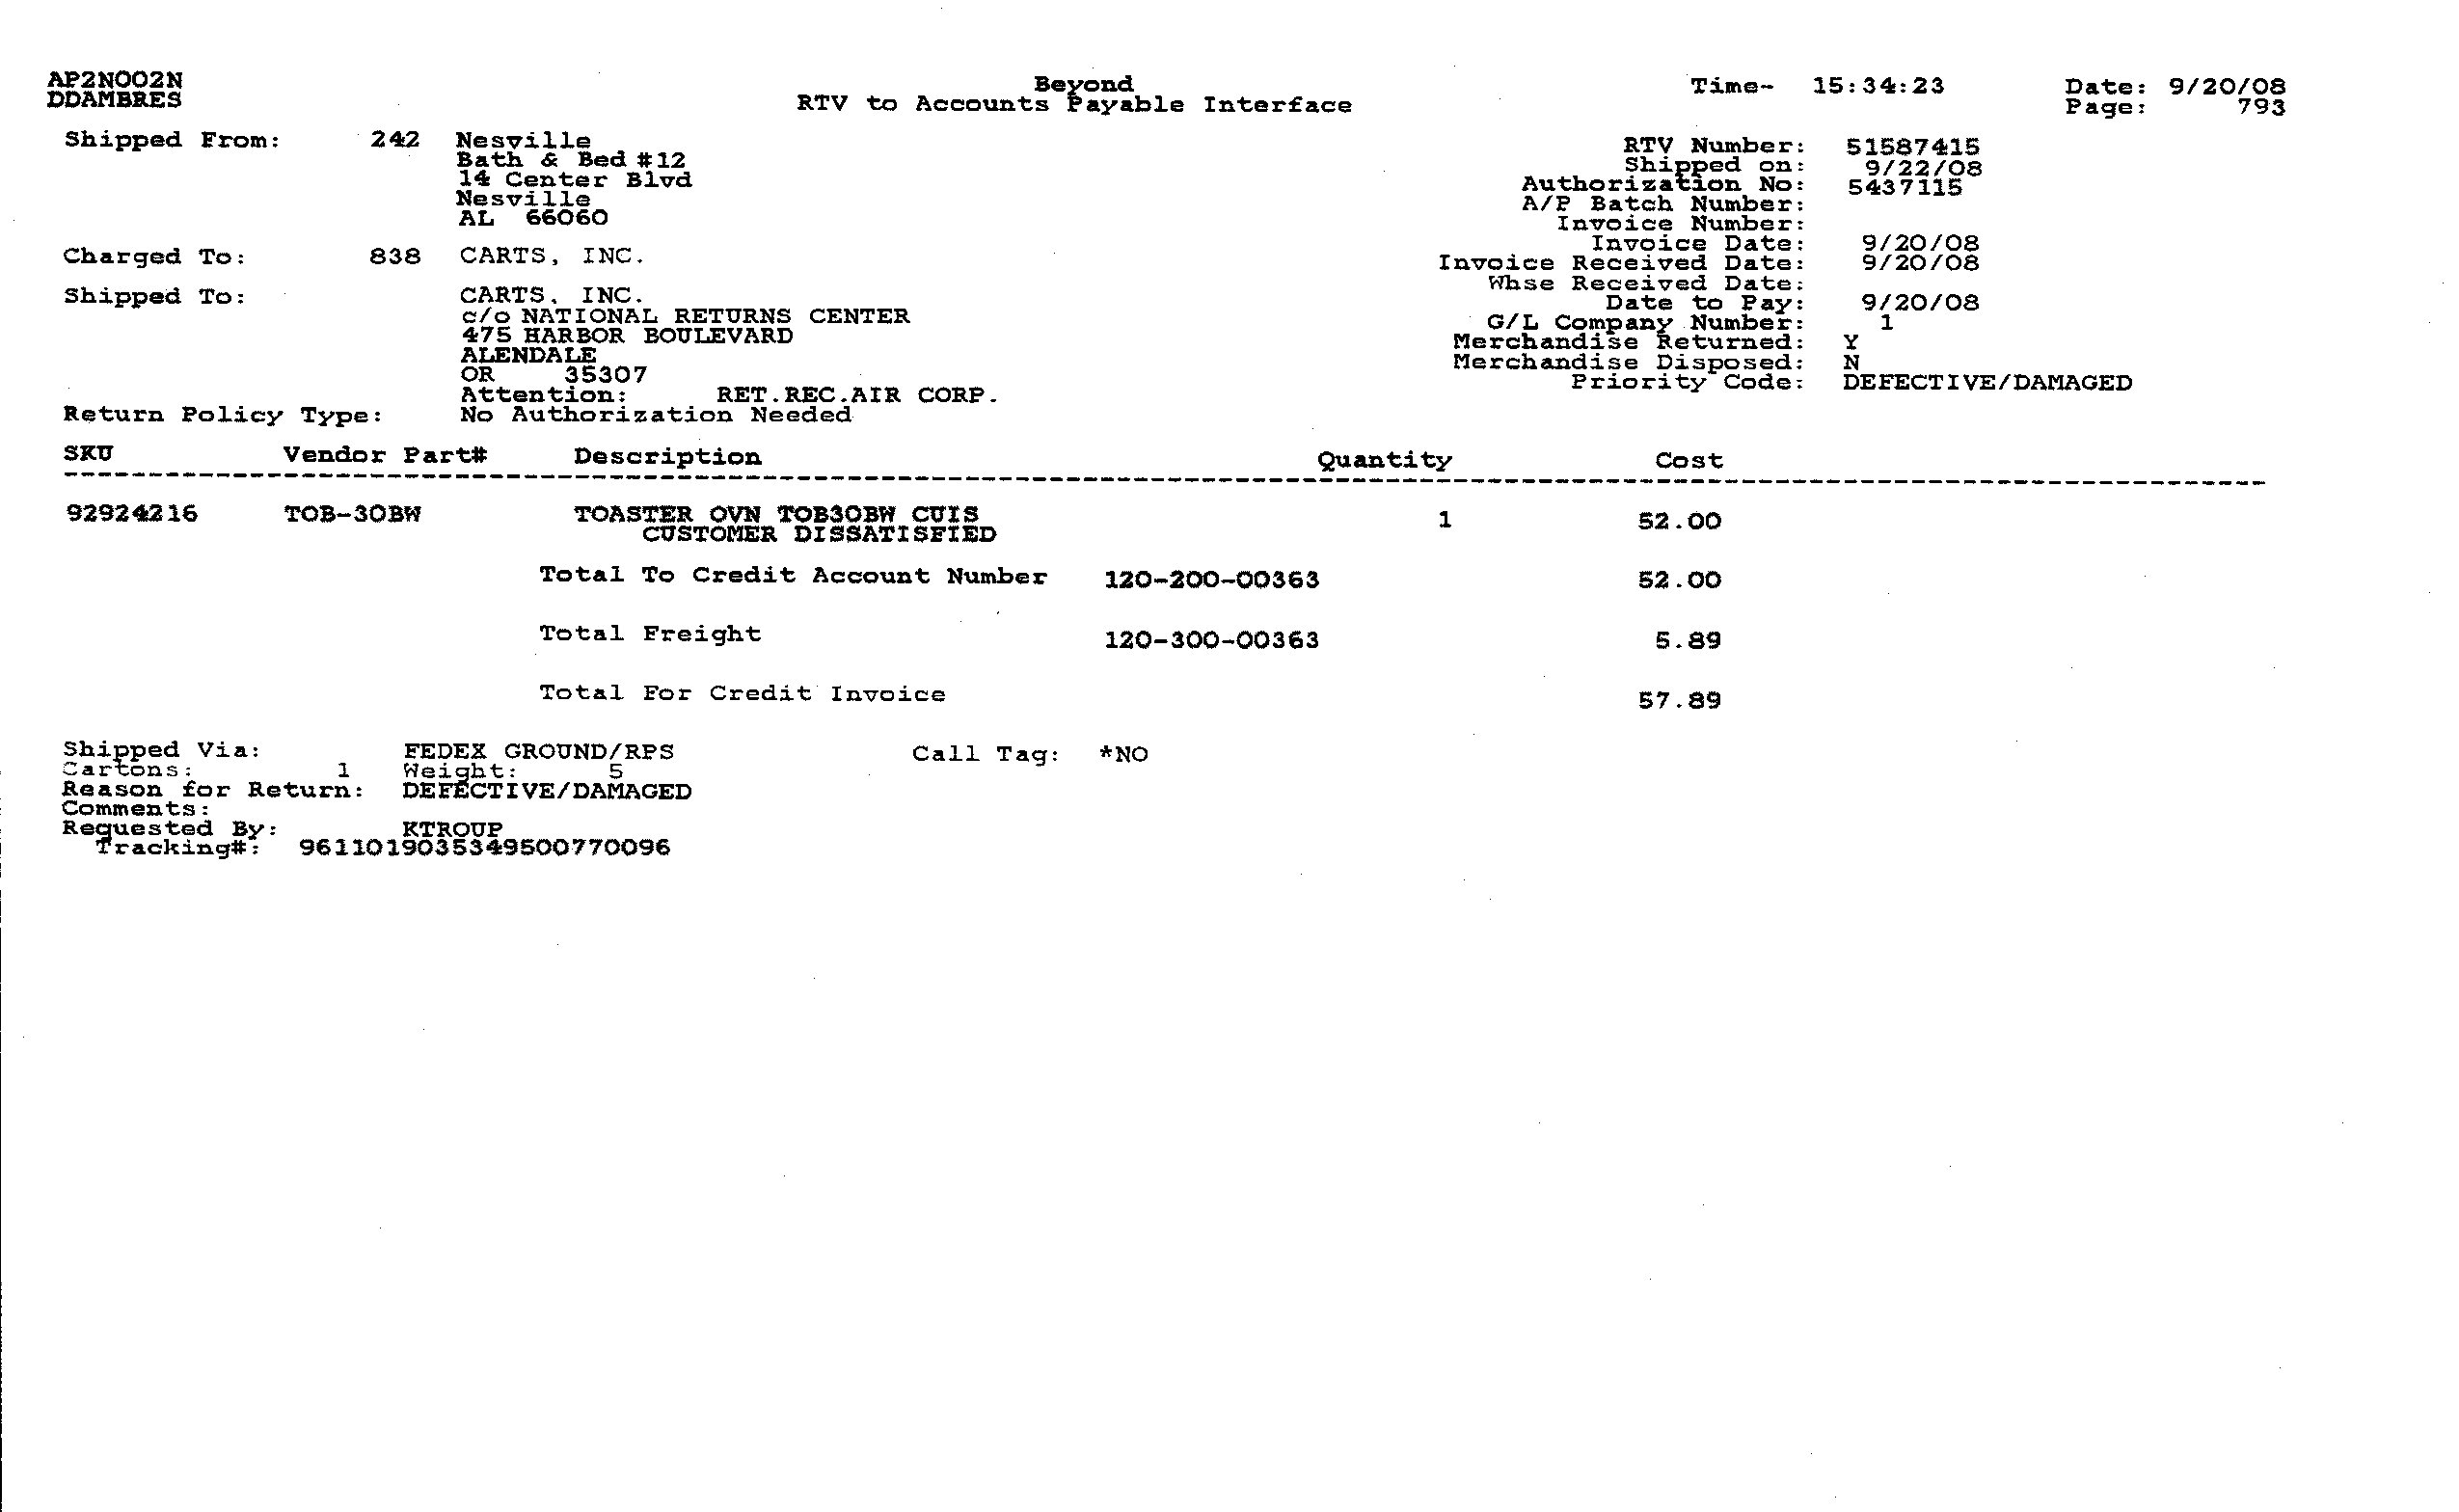 AP2N002N Beyond Time- 15:34:23 Date: 9/20/08
DDAMBRES RTV to Accounts Payable Interface Page: 793
Shipped From: 242 Nesville RTV Number: 51587415
Bath & Bed #12 Shipped on: 9/22/08
14 Center Blvd Authorization No: 5437115
Nesville A/P Batch Number:
AL 66060 Invoice Number:
Invoice Date: 9/20/08
Charged To: 838 CARTS, INC. Invoice Received Date: 9/20/08
Whse Received Date:
Shipped To: CARTS, INC. Date to Pay: 9/20/08
c/o NATIONAL RETURNS CENTER G/L Company Number: 1
475 HARBOR BOULEVARD Merchandise Returned: Y
ALENDALE Merchandise Disposed: N
OR 35307 Priority Code: DEFECTIVE/DAMAGED
Attention: RET.REC.AIR CORP.
Return Policy Type: No Authorization Needed
SKU Vendor Part# Description Quantity Cost
92924216 TOB-30BW TOASTER OVN TOB30BW CUIS 1 52.00
CUSTOMER DISSATISFIED
Total To Credit Account Number 120-200-00363 52.00
Total Freight 120-300-00363 5.89
Total For Credit Invoice 57.89
Shipped Via: FEDEX GROUND/RPS Call Tag: *NO
Cartons: 1 Weight: 5
Reason for Return: DEFECTIVE/DAMAGED
Comments:
Requested By: KTROUP
Tracking#: 9611019035349500770096